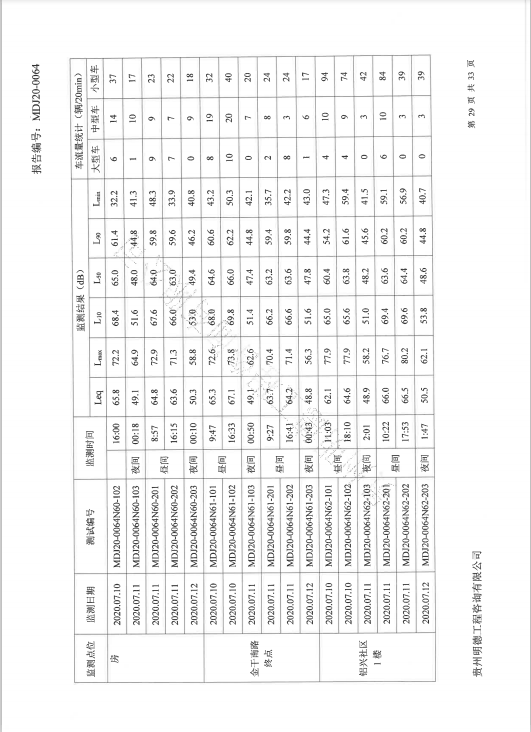 报告编号：MDJ20-0064
监测点位 监测日期 测试编号 监测时间 监测结果（dB） 车流量统计（辆/20min）
Leq Lmax L10 L50 L90 Lmin 大型车 中型车 小型车
房 2020.07.10 MDJ20-0064N60-102 16:00 65.8 72.2 68.4 65.0 61.4 32.2 6 14 37
2020.07.11 MDJ20-0064N60-103 夜间 00:18 49.1 64.9 51.6 48.0 44.8 41.3 1 10 17
2020.07.11 MDJ20-0064N60-201 昼间 8:57 64.8 72.9 67.6 64.0 59.8 48.3 9 9 23
2020.07.11 MDJ20-0064N60-202 16:15 63.6 71.3 66.0 63.0 59.6 33.9 7 7 22
2020.07.12 MDJ20-0064N60-203 夜间 00:10 50.3 58.8 53.0 49.4 46.2 40.8 0 9 18
金干南路终点 2020.07.10 MDJ20-0064N61-101 昼间 9:47 65.3 72.6 68.0 64.6 60.6 43.2 8 19 32
2020.07.10 MDJ20-0064N61-102 16:33 67.1 73.8 69.8 66.0 62.2 50.3 10 20 40
2020.07.11 MDJ20-0064N61-103 夜间 00:50 49.1 62.6 51.4 47.4 44.8 42.1 0 7 20
2020.07.11 MDJ20-0064N61-201 昼间 9:27 63.7 70.4 66.2 63.2 59.4 35.7 2 8 24
2020.07.11 MDJ20-0064N61-202 16:41 64.2 71.4 66.6 63.6 59.8 42.2 8 3 24
2020.07.12 MDJ20-0064N61-203 夜间 00:43 48.8 56.3 51.6 47.8 44.4 43.0 1 6 17
铝兴社区1楼 2020.07.10 MDJ20-0064N62-101 昼间 11:03 62.1 77.9 65.0 60.4 54.2 47.3 4 10 94
2020.07.10 MDJ20-0064N62-102 18:10 64.6 77.9 65.6 63.8 61.6 59.4 4 9 74
2020.07.11 MDJ20-0064N62-103 夜间 2:01 48.9 58.2 51.0 48.2 45.6 41.5 0 3 42
2020.07.11 MDJ20-0064N62-201 昼间 10:22 66.0 76.7 69.4 63.6 60.2 59.1 6 10 84
2020.07.11 MDJ20-0064N62-202 17:53 66.5 80.2 69.6 64.4 60.2 56.9 0 3 39
2020.07.12 MDJ20-0064N62-203 夜间 1:47 50.5 62.1 53.8 48.6 44.8 40.7 0 3 39
贵州明德工程咨询有限公司
第 29 页 共 33 页